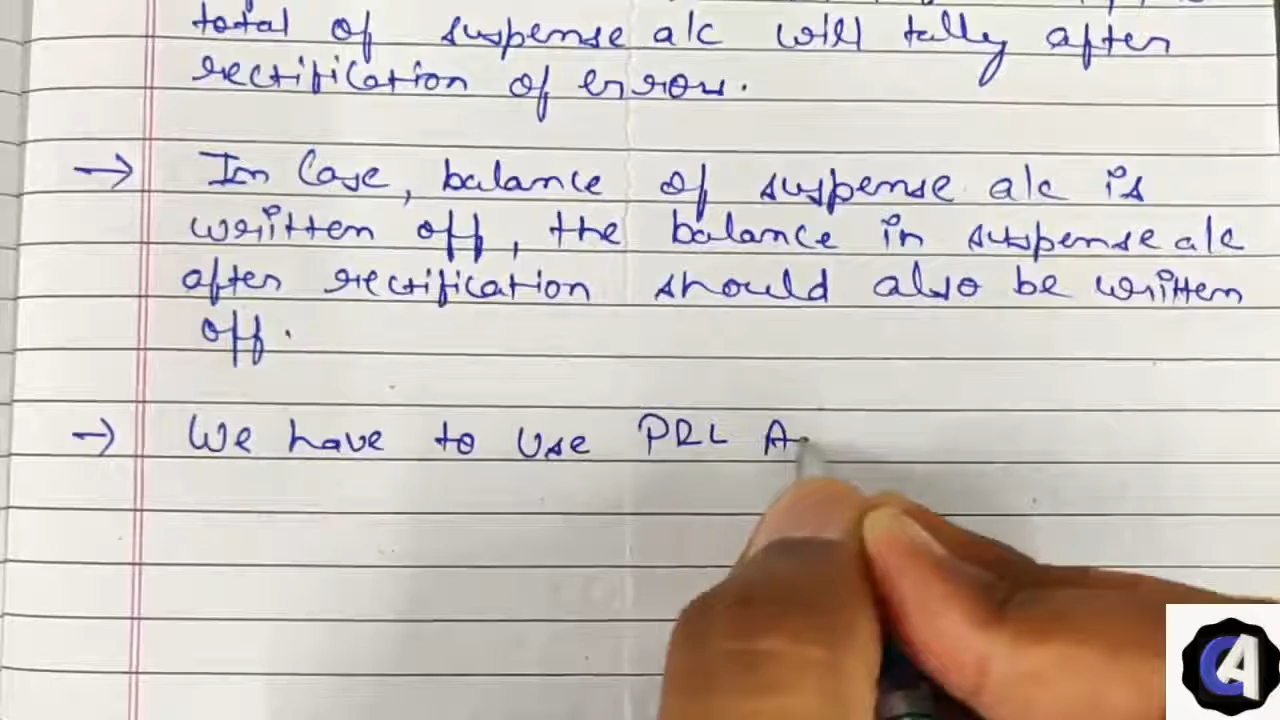 total of suspense a/c will tally after
rectification of errors.
→ In Case, balance of suspense a/c is
written off, the balance in suspense a/c
after rectification should also be written
off.
→ We have to use P&L A
CA